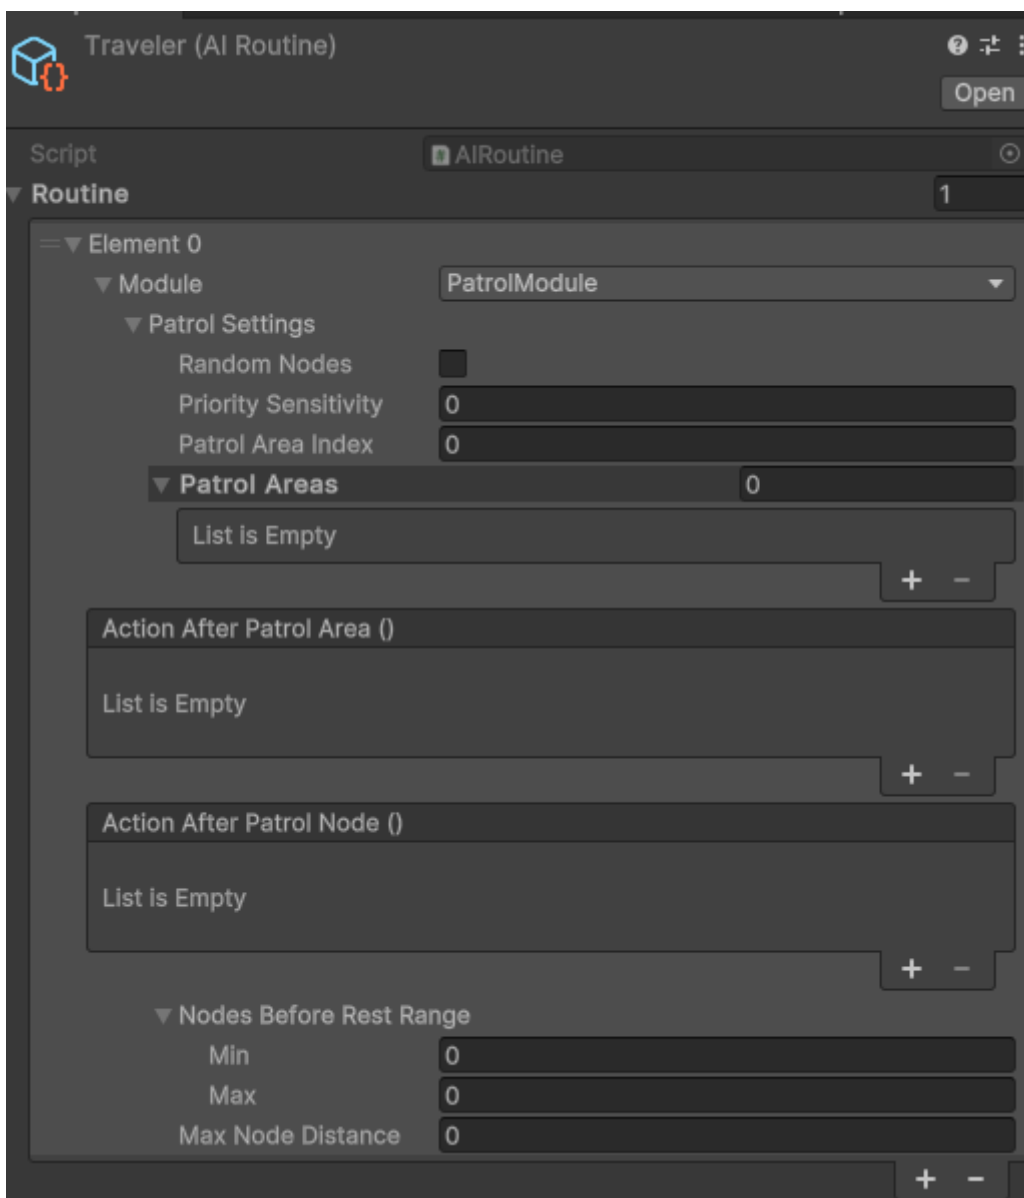 Traveler (AI Routine)
Open
Script AIRoutine
Routine 1
Element 0
Module PatrolModule
Patrol Settings
Random Nodes
Priority Sensitivity 0
Patrol Area Index 0
Patrol Areas 0
List is Empty
+ −
Action After Patrol Area ()
List is Empty
+ −
Action After Patrol Node ()
List is Empty
+ −
Nodes Before Rest Range
Min 0
Max 0
Max Node Distance 0
+ −